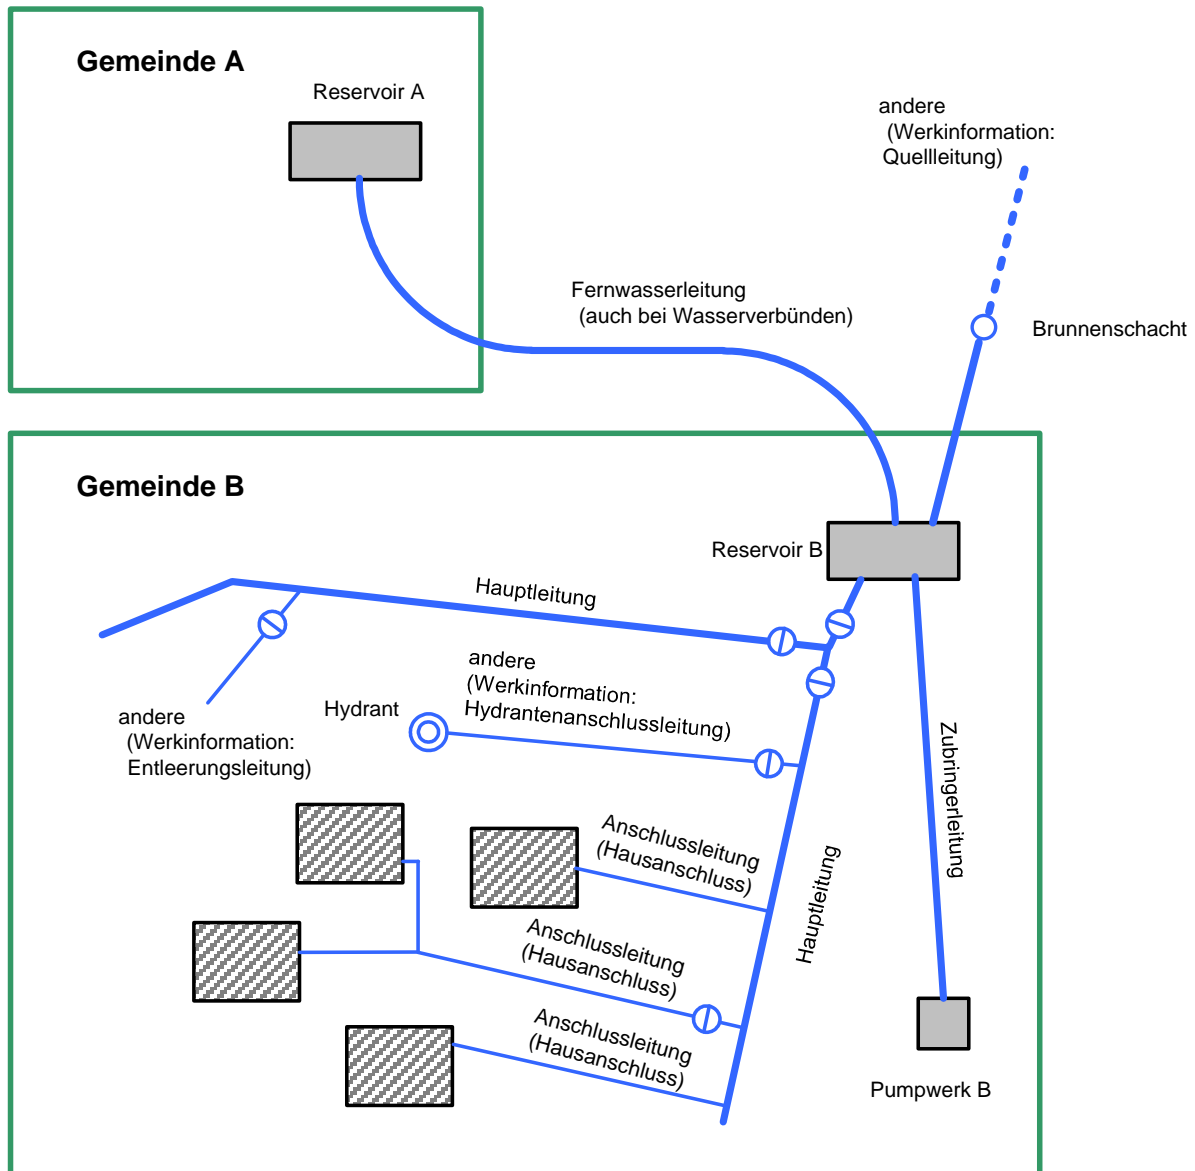 Gemeinde A
Reservoir A
andere
(Werkinformation:
Quellleitung)
Fernwasserleitung
(auch bei Wasserverbünden)
Brunnenschacht
Gemeinde B
Reservoir B
Hauptleitung
andere
(Werkinformation:
Hydrantenanschlussleitung)
Hydrant
andere
(Werkinformation:
Entleerungsleitung)
Zubringerleitung
Anschlussleitung
(Hausanschluss)
Hauptleitung
Anschlussleitung
(Hausanschluss)
Anschlussleitung
(Hausanschluss)
Pumpwerk B